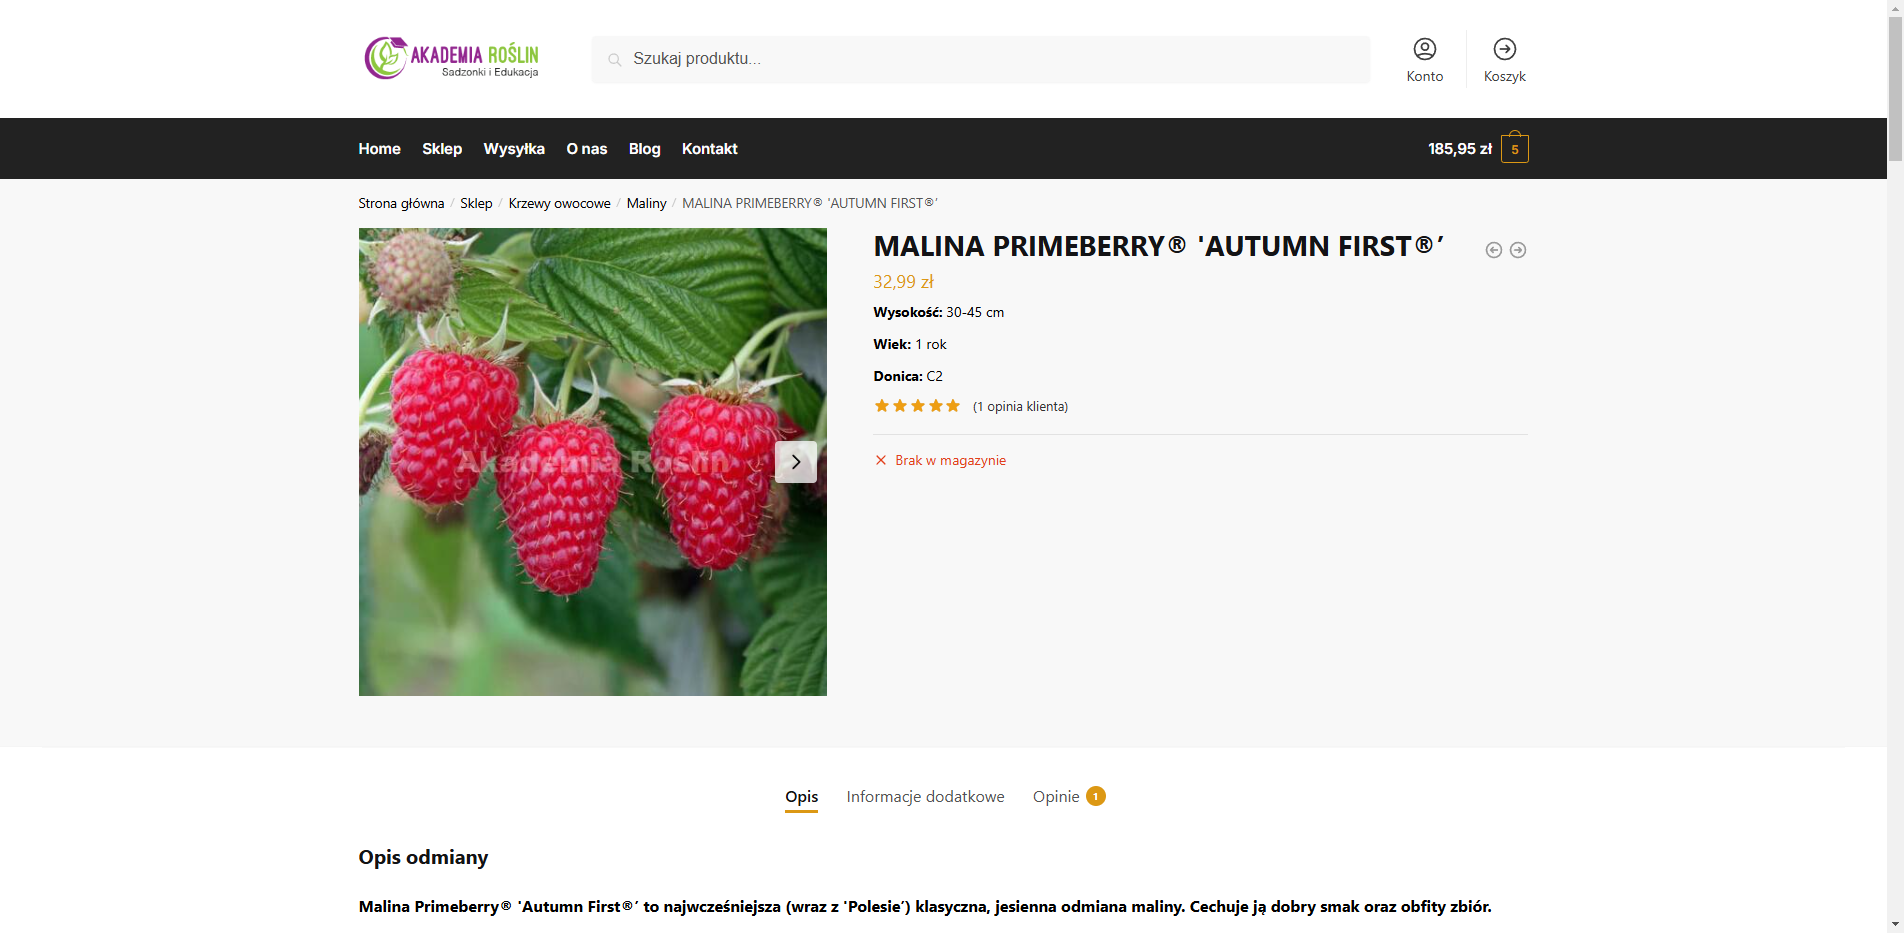 AKADEMIA ROŚLIN
Sadzonki i Edukacja
Szukaj produktu...
Konto
Koszyk
Home Sklep Wysyłka O nas Blog Kontakt
185,95 zł 5
Strona główna / Sklep / Krzewy owocowe / Maliny / MALINA PRIMEBERRY® 'AUTUMN FIRST®’
MALINA PRIMEBERRY® 'AUTUMN FIRST®’
32,99 zł
Wysokość: 30-45 cm
Wiek: 1 rok
Donica: C2
(1 opinia klienta)
Brak w magazynie
Akademia Roślin
Opis Informacje dodatkowe Opinie 1
Opis odmiany
Malina Primeberry® 'Autumn First®’ to najwcześniejsza (wraz z 'Polesie’) klasyczna, jesienna odmiana maliny. Cechuje ją dobry smak oraz obfity zbiór.